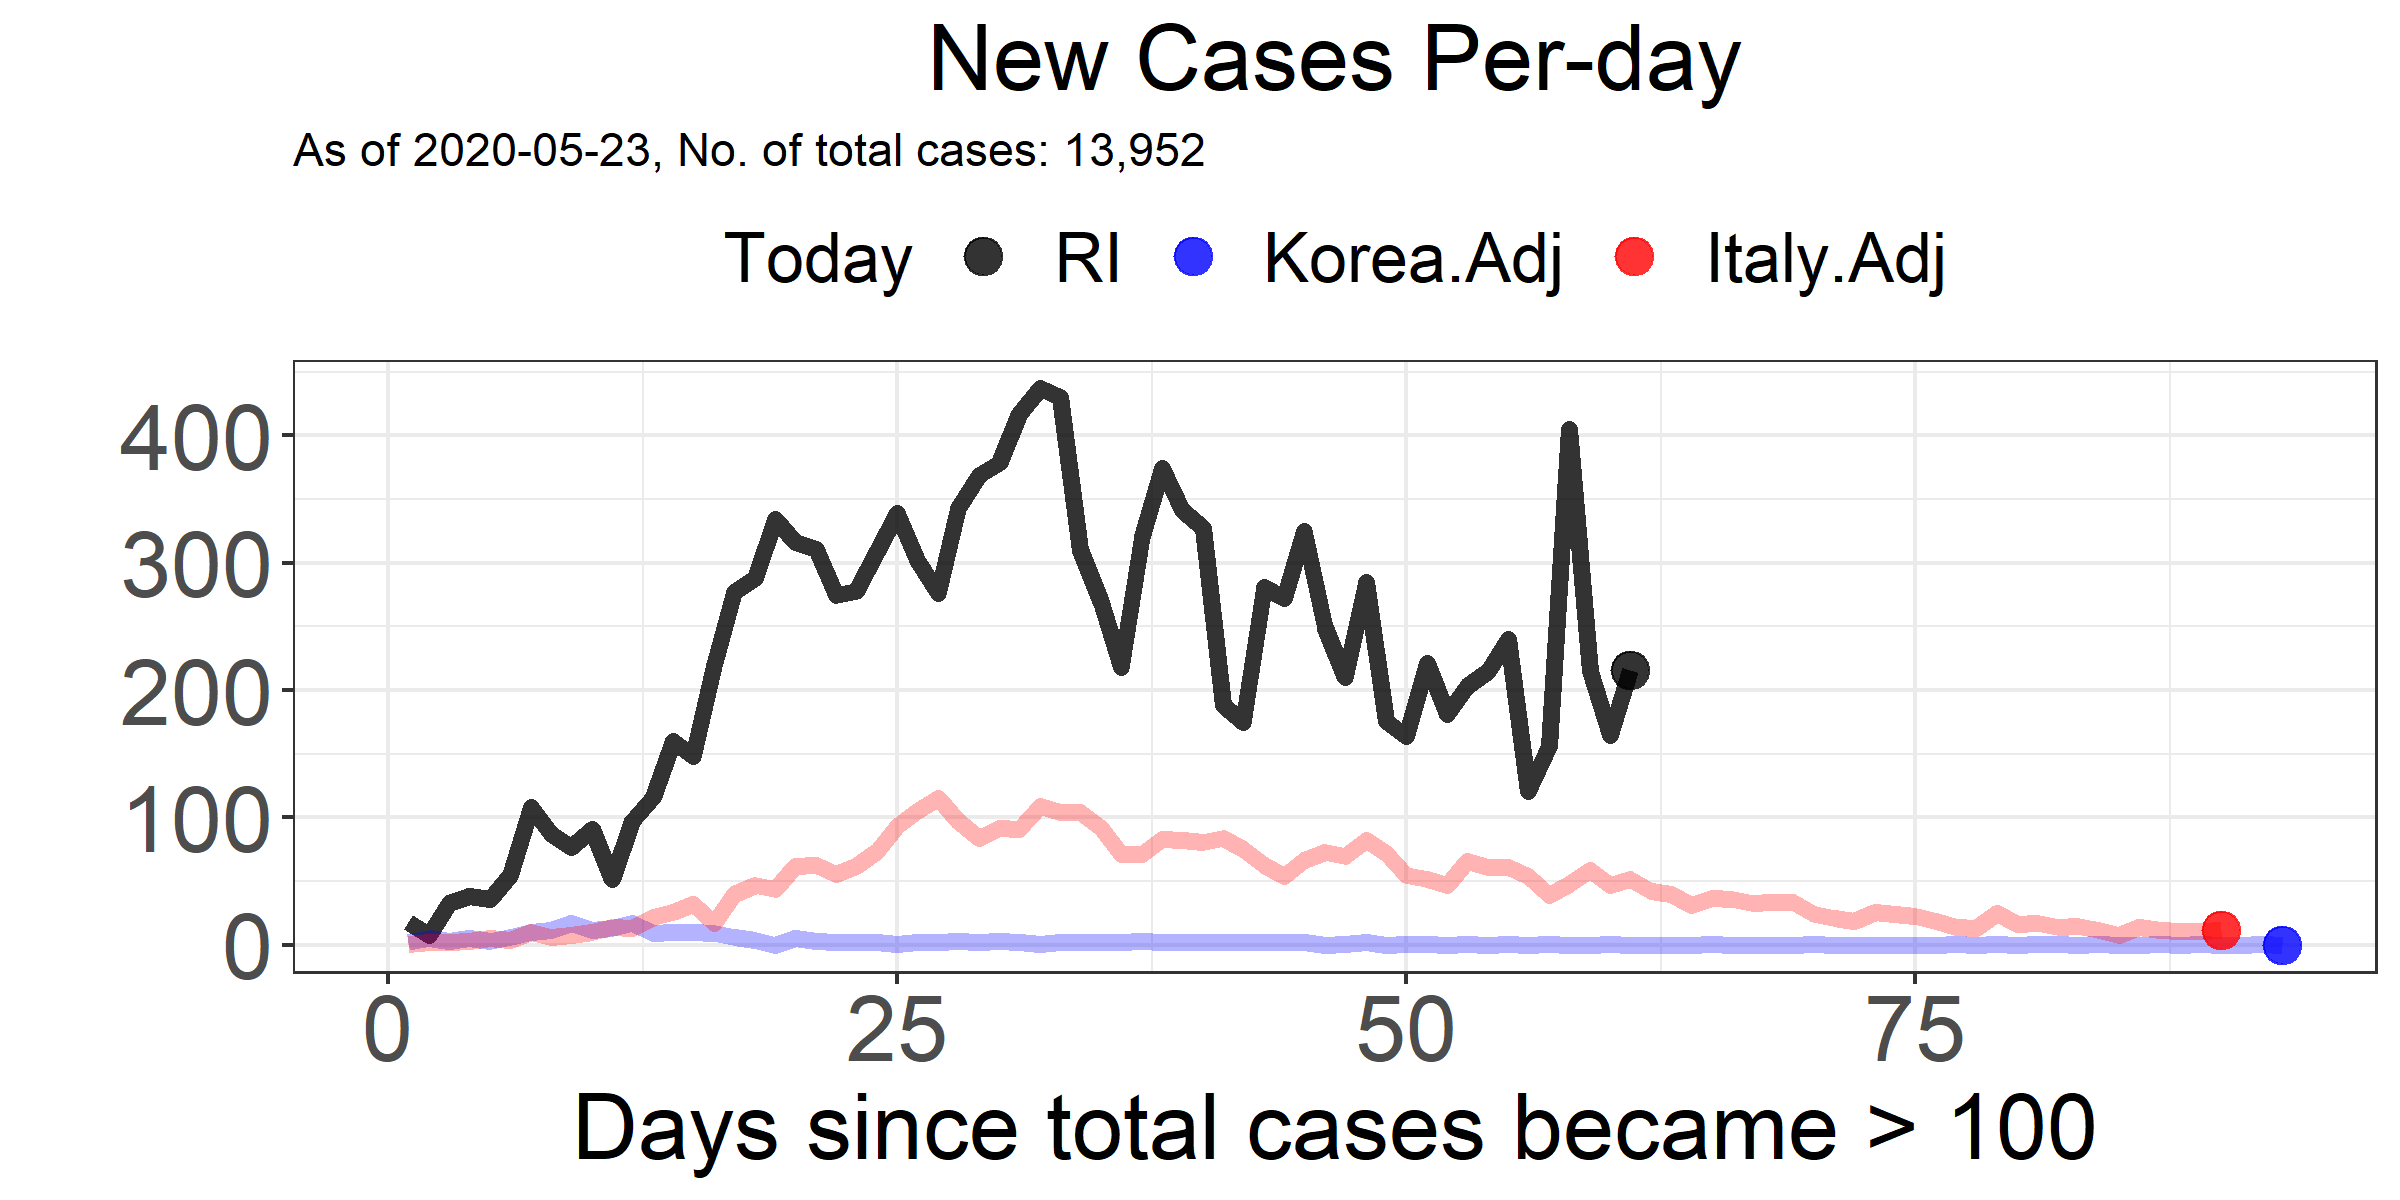 New Cases Per-day
As of 2020-05-23, No. of total cases: 13,952
Today RI Korea.Adj Italy.Adj
400
300
200
100
0
0 25 50 75
Days since total cases became > 100